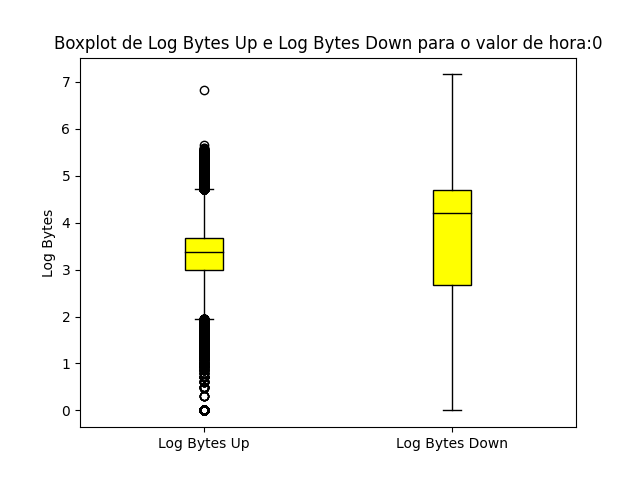 Boxplot de Log Bytes Up e Log Bytes Down para o valor de hora:0
7
6
5
4
3
2
1
0
Log Bytes
Log Bytes Up
Log Bytes Down